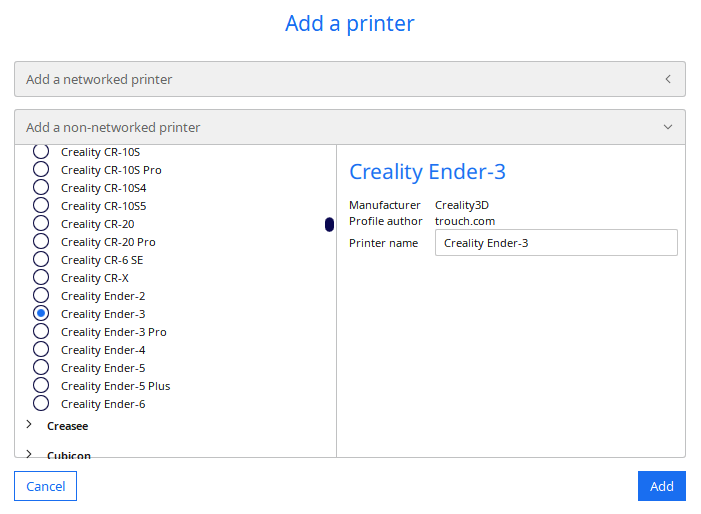 Add a printer
Add a networked printer
Add a non-networked printer
Creality CR-10S
Creality CR-10S Pro
Creality CR-10S4
Creality CR-10S5
Creality CR-20
Creality CR-20 Pro
Creality CR-6 SE
Creality CR-X
Creality Ender-2
Creality Ender-3
Creality Ender-3 Pro
Creality Ender-4
Creality Ender-5
Creality Ender-5 Plus
Creality Ender-6
Creasee
Cubicon
Creality Ender-3
Manufacturer Creality3D
Profile author trouch.com
Printer name Creality Ender-3
Cancel
Add